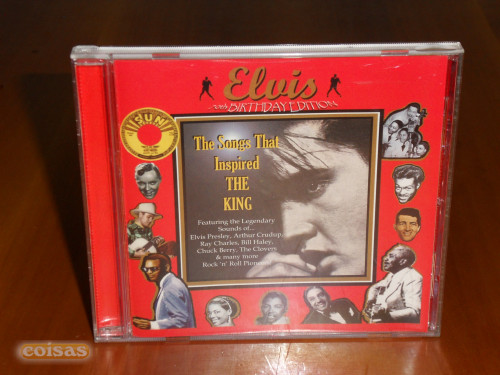 Elvis
BIRTHDAY EDITION
SUN
The Songs That
Inspired
THE
KING
Featuring the Legendary
Sounds of...
Elvis Presley, Arthur Crudup,
Ray Charles, Bill Haley,
Chuck Berry, The Clovers
& many more
Rock 'n' Roll Pioneers
coisas